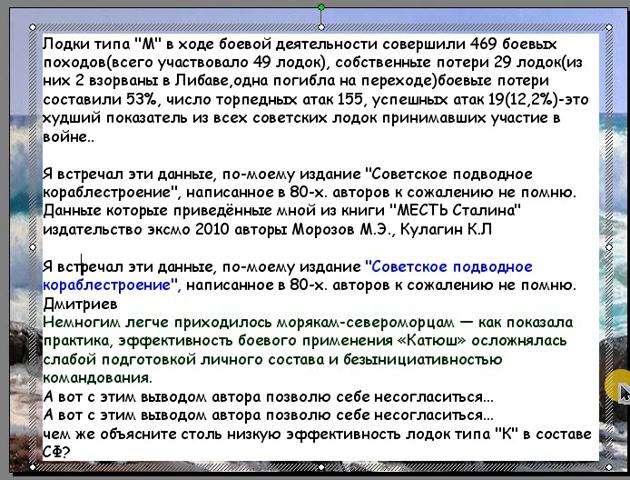 Лодки типа "М" в ходе боевой деятельности совершили 469 боевых
походов(всего участвовало 49 лодок), собственные потери 29 лодок(из
них 2 взорваны в Либаве,одна погибла на переходе)боевые потери
составили 53%, число торпедных атак 155, успешных атак 19(12,2%)-это
худший показатель из всех советских лодок принимавших участие в
войне..
Я встречал эти данные, по-моему издание "Советское подводное
кораблестроение", написанное в 80-х. авторов к сожалению не помню.
Данные которые приведённые мной из книги "МЕСТЬ Сталина"
издательство эксмо 2010 авторы Морозов М.Э., Кулагин К.Л
Я встречал эти данные, по-моему издание "Советское подводное
кораблестроение", написанное в 80-х. авторов к сожалению не помню.
Дмитриев
Немногим легче приходилось морякам-североморцам — как показала
практика, эффективность боевого применения «Катюш» осложнялась
слабой подготовкой личного состава и безынициативностью
командования.
А вот с этим выводом автора позволю себе несогласиться...
А вот с этим выводом автора позволю себе несогласиться...
чем же объясните столь низкую эффективность лодок типа "К" в составе
СФ?